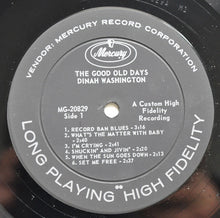 VENDOR: MERCURY RECORD CORPORATION
Mercury
THE GOOD OLD DAYS
DINAH WASHINGTON
MG-20829
Side 1
A Custom High
Fidelity
Recording
1. RECORD BAN BLUES - 3:16
2. WHAT'S THE MATTER WITH BABY
- 2:40
3. I'M CRYING - 2:44
4. SHUCKIN' AND JIVIN' - 2:20
5. WHEN THE SUN GOES DOWN - 3:13
6. SET ME FREE - 2:37
LONG PLAYING HIGH FIDELITY